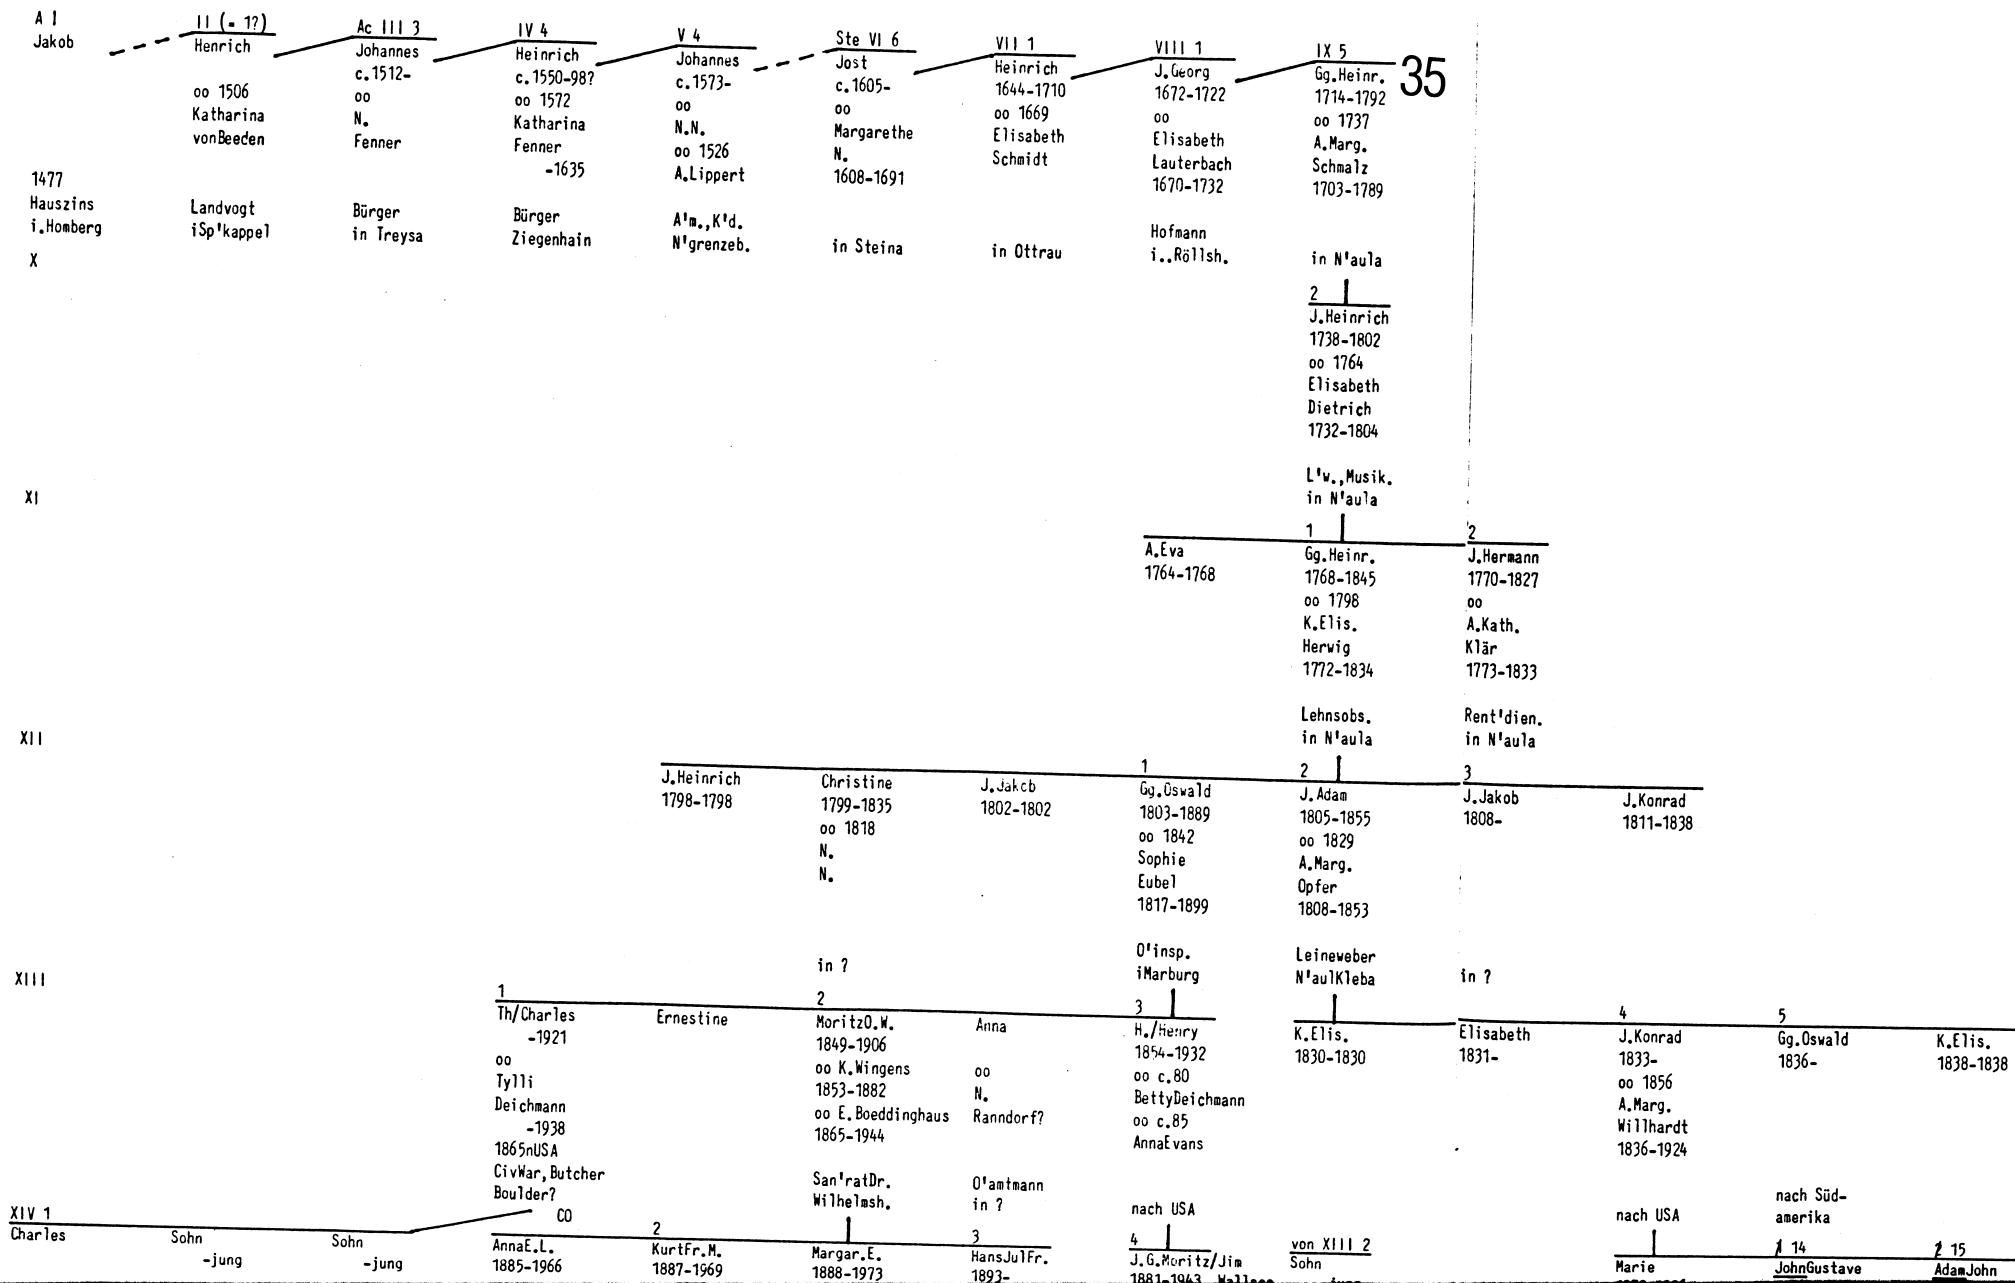 A I
Jakob
1477
Hauszins
i.Homberg
II (= 1?)
Henrich
oo 1506
Katharina
vonBeeden
Landvogt
iSp'kappel
Ac III 3
Johannes
c.1512-
oo
N.
Fenner
Bürger
in Treysa
IV 4
Heinrich
c.1550-98?
oo 1572
Katharina
Fenner
-1635
Bürger
Ziegenhain
V 4
Johannes
c.1573-
oo
N.N.
oo 1526
A.Lippert
A'm.,K'd.
N'grenzeb.
Ste VI 6
Jost
c.1605-
oo
Margarethe
N.
1608-1691
in Steina
VII 1
Heinrich
1644-1710
oo 1669
Elisabeth
Schmidt
in Ottrau
VIII 1
J.Georg
1672-1722
oo
Elisabeth
Lauterbach
1670-1732
Hofmann
i..Röllsh.
IX 5
Gg.Heinr.
1714-1792
oo 1737
A.Marg.
Schmalz
1703-1789
in N'aula
35
X
2
J.Heinrich
1738-1802
oo 1764
Elisabeth
Dietrich
1732-1804
L'w.,Musik.
in N'aula
XI
A.Eva
1764-1768
1
Gg.Heinr.
1768-1845
oo 1798
K.Elis.
Herwig
1772-1834
Lehnsobs.
in N'aula
2
J.Hermann
1770-1827
oo
A.Kath.
Klär
1773-1833
Rent'dien.
in N'aula
XII
J.Heinrich
1798-1798
Christine
1799-1835
oo 1818
N.
N.
in ?
J.Jakob
1802-1802
1
Gg.Oswald
1803-1889
oo 1842
Sophie
Eubel
1817-1899
O'insp.
iMarburg
2
J.Adam
1805-1855
oo 1829
A.Marg.
Opfer
1808-1853
Leineweber
N'aulKleba
3
J.Jakob
1808-
in ?
J.Konrad
1811-1838
XIII
1
Th/Charles
-1921
oo
Tylli
Deichmann
-1938
1865nUSA
CivWar,Butcher
Boulder?
CO
Ernestine
2
MoritzO.W.
1849-1906
oo K.Wingens
1853-1882
oo E.Boeddinghaus
1865-1944
San'ratDr.
Wilhelmsh.
Anna
oo
N.
Ranndorf?
O'amtmann
in ?
3
H./Henry
1854-1932
oo c.80
BettyDeichmann
oo c.85
AnnaEvans
nach USA
K.Elis.
1830-1830
Elisabeth
1831-
4
J.Konrad
1833-
oo 1856
A.Marg.
Willhardt
1836-1924
nach USA
5
Gg.Oswald
1836-
nach Süd-
amerika
K.Elis.
1838-1838
XIV 1
Charles
Sohn
-jung
Sohn
-jung
AnnaE.L.
1885-1966
2
KurtFr.M.
1887-1969
Margar.E.
1888-1973
3
HansJulFr.
1893-
4
J.G.Moritz/Jim
1881-1943 Wallace
von XIII 2
Sohn
Marie
14
JohnGustave
15
AdamJohn